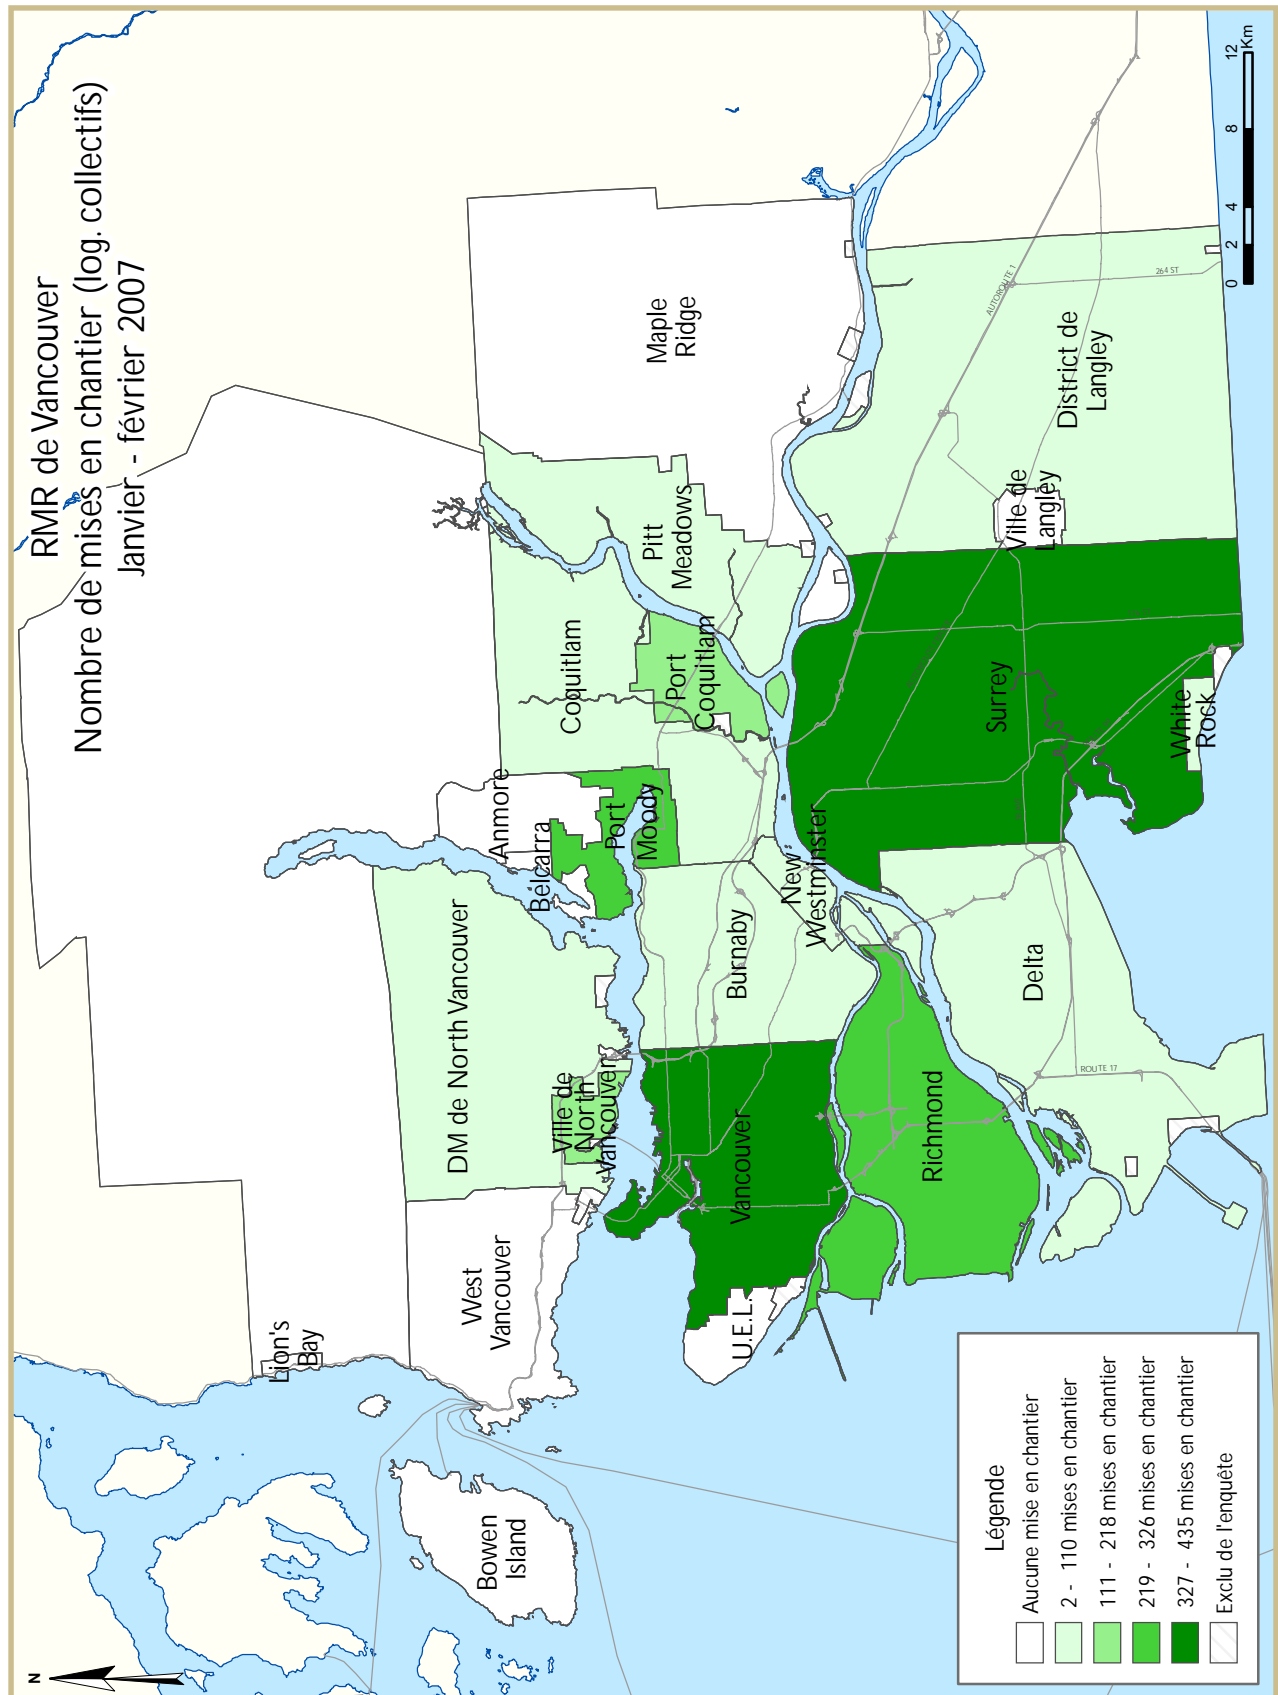 RMR de Vancouver
Nombre de mises en chantier (log. collectifs)
Janvier - février 2007
N
Lion's
Bay
Bowen
Island
West
Vancouver
DM de North Vancouver
Ville de
North
Vancouver
Belcarra
Anmore
Port
Moody
Coquitlam
Port
Coquitlam
Pitt
Meadows
Maple
Ridge
U.E.L.
Vancouver
Burnaby
New
Westminster
Richmond
Delta
ROUTE 17
Surrey
White
Rock
Ville de
Langley
District de
Langley
AUTOROUTE 1
264 ST
Légende
Aucune mise en chantier
2 - 110 mises en chantier
111 - 218 mises en chantier
219 - 326 mises en chantier
327 - 435 mises en chantier
Exclu de l'enquête
0 2 4 8 12
Km